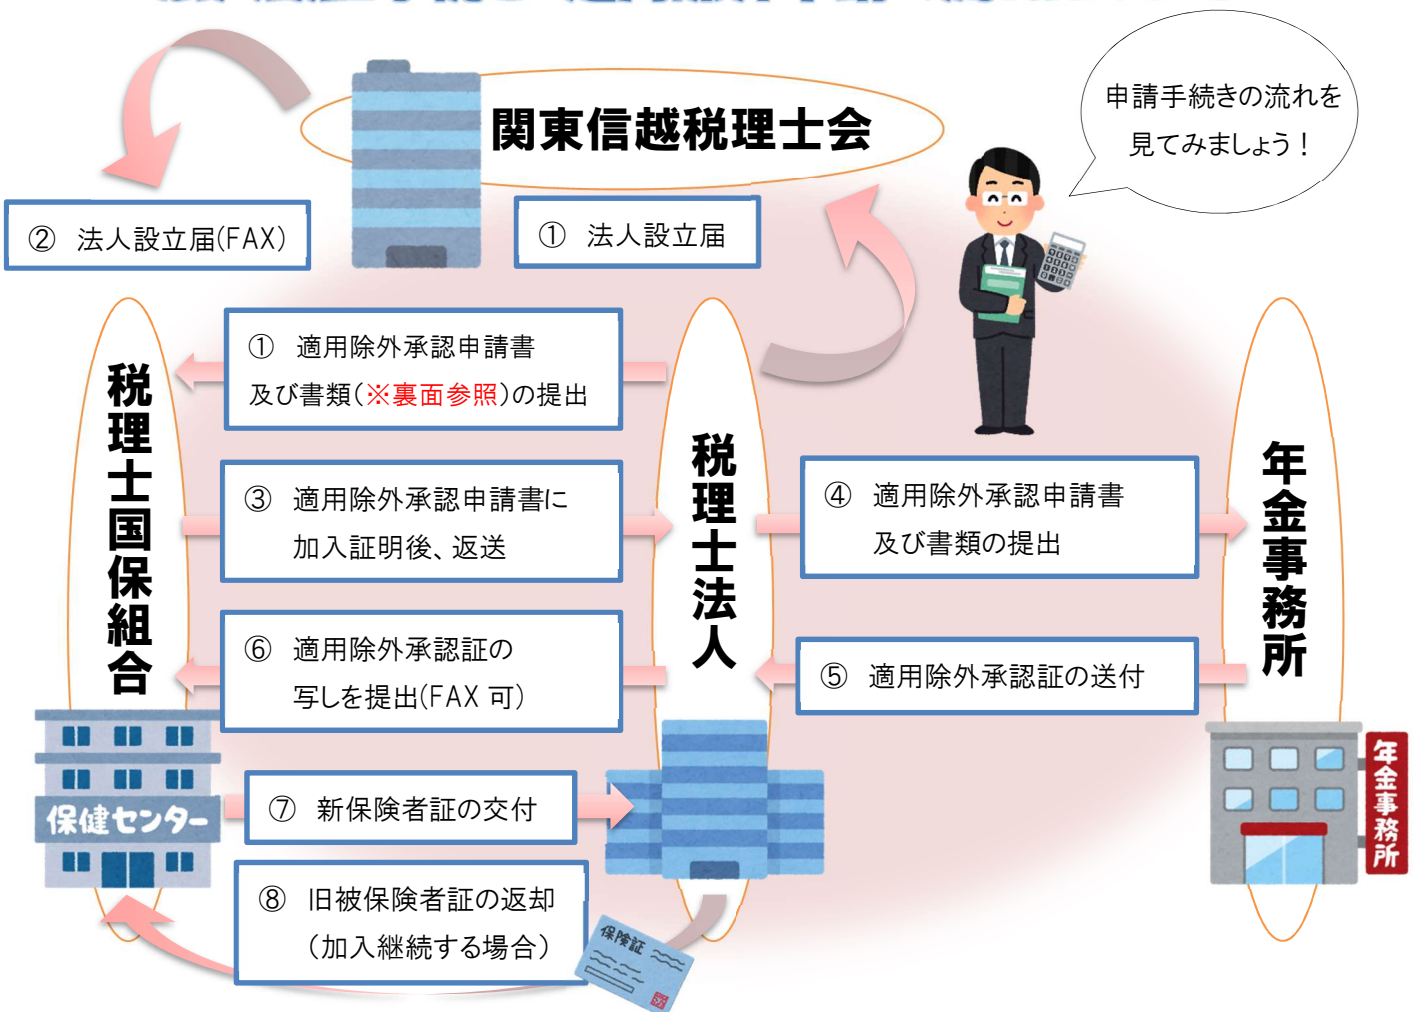 関東信越税理士会
申請手続きの流れを
見てみましょう！
② 法人設立届(FAX)
① 法人設立届
① 適用除外承認申請書
及び書類(※裏面参照)の提出
税理士国保組合
税理士法人
年金事務所
③ 適用除外承認申請書に
加入証明後、返送
④ 適用除外承認申請書
及び書類の提出
⑥ 適用除外承認証の
写しを提出(FAX 可)
⑤ 適用除外承認証の送付
⑦ 新保険者証の交付
保健センター
年金事務所
⑧ 旧被保険者証の返却
（加入継続する場合）
保険証